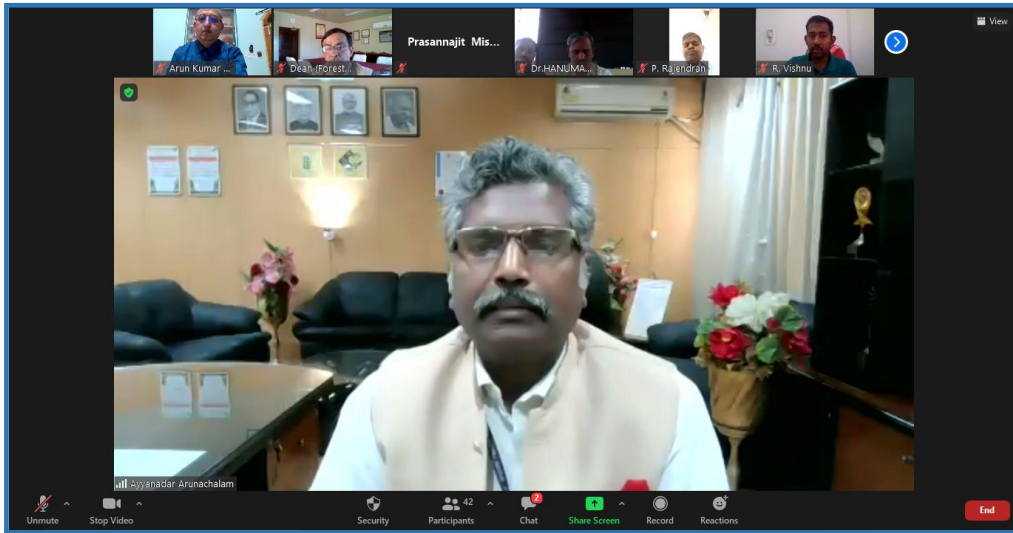 View
Arun Kumar ...
Dean (Forest...
Prasannajit Mis...
Dr.HANUMA...
P. Rajendran
R. Vishnu
Ayyanadar Arunachalam
Unmute
Stop Video
Security
42
Participants
2
Chat
Share Screen
Record
Reactions
End